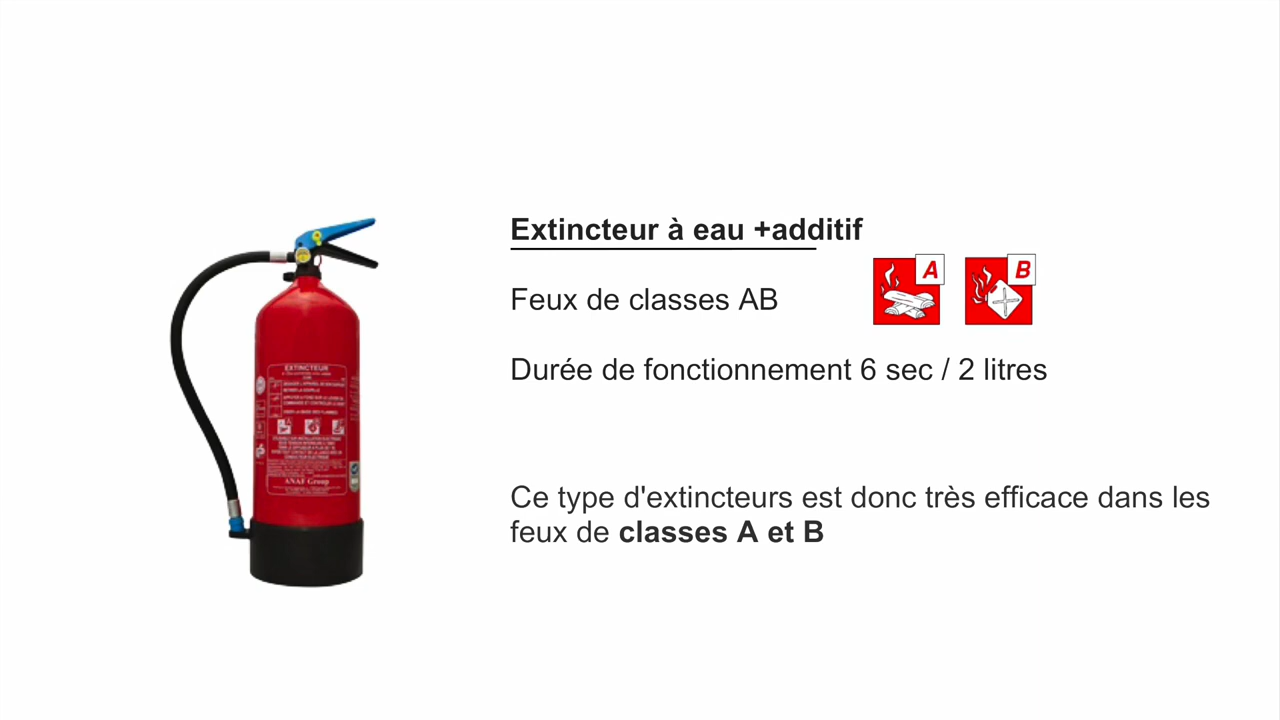 Extincteur à eau +additif
A
B
Feux de classes AB
Durée de fonctionnement 6 sec / 2 litres
EXTINCTEUR
ANAF Group
Ce type d'extincteurs est donc très efficace dans les
feux de classes A et B